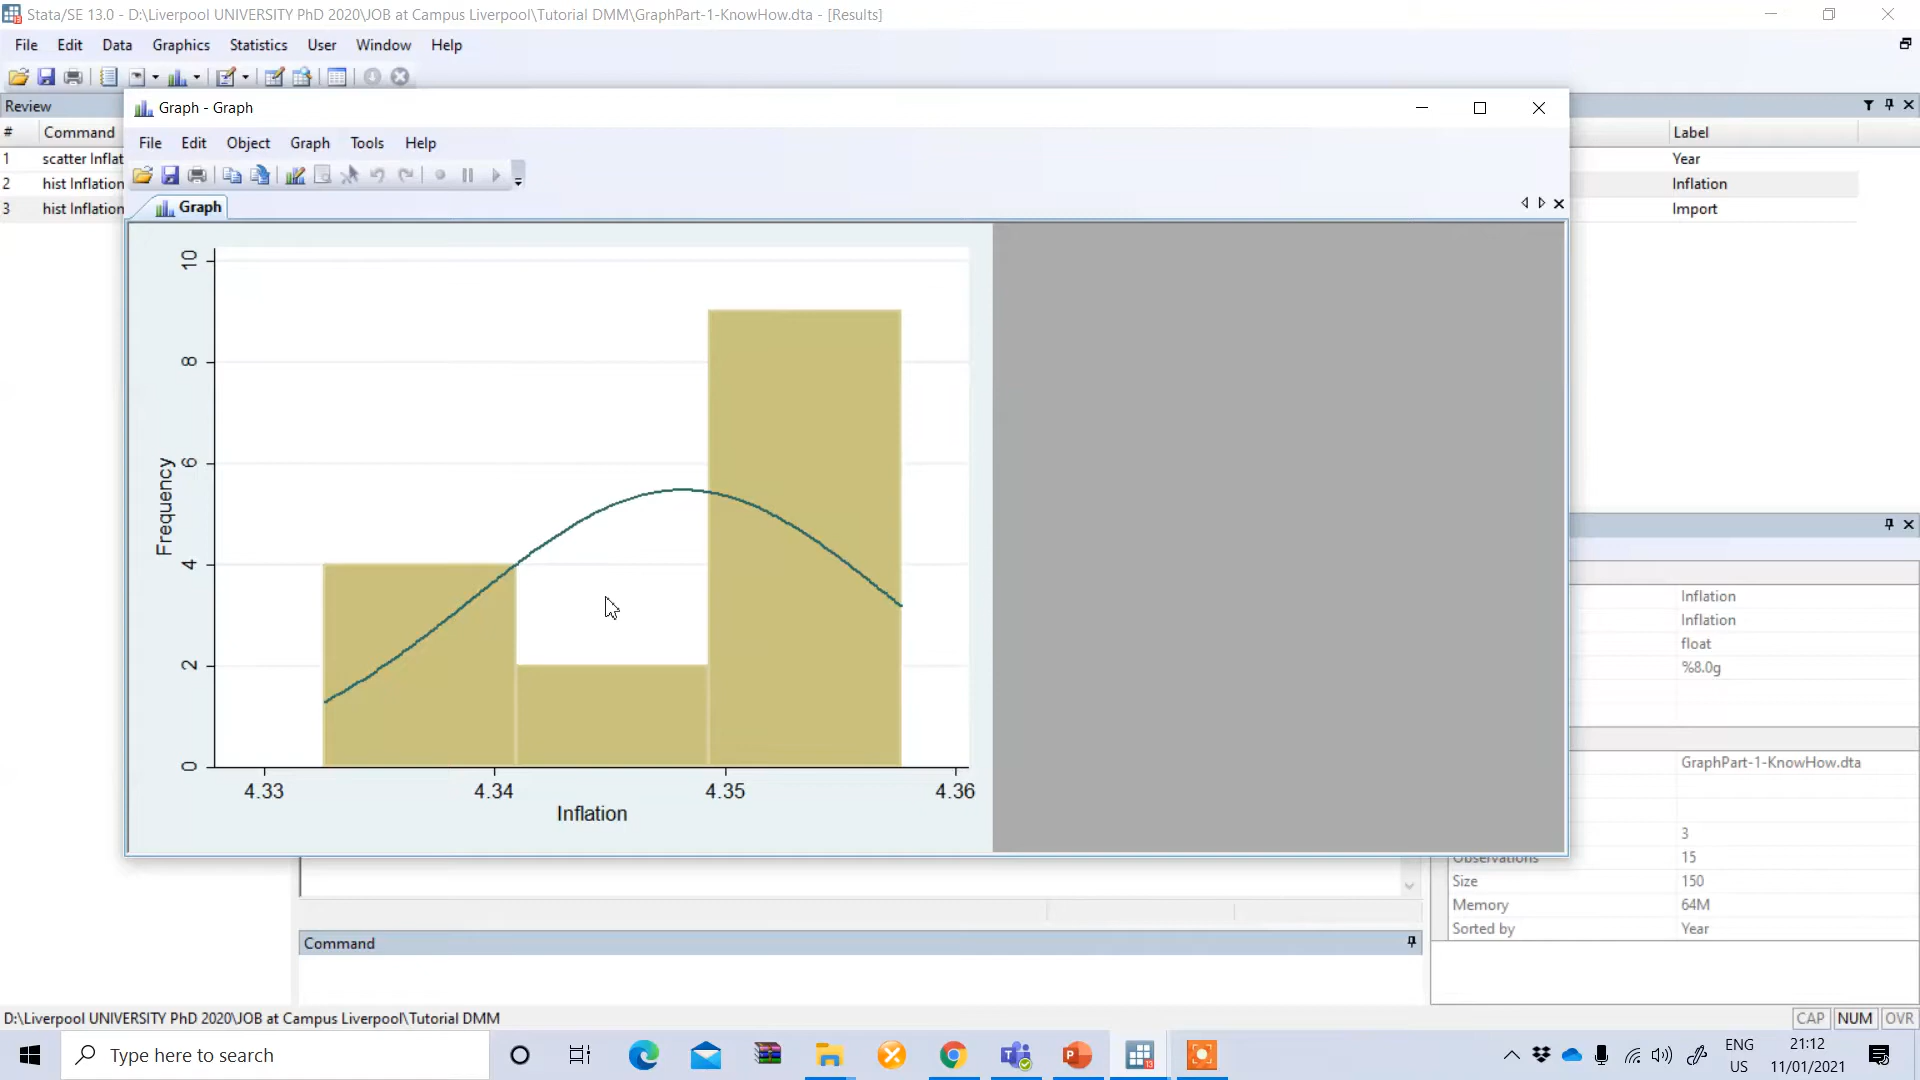 Stata/SE 13.0 - D:\Liverpool UNIVERSITY PhD 2020\JOB at Campus Liverpool\Tutorial DMM\GraphPart-1-KnowHow.dta - [Results]
File Edit Data Graphics Statistics User Window Help
Review
# Command
1 scatter Inflat
2 hist Inflation
3 hist Inflation
Graph - Graph
File Edit Object Graph Tools Help
Graph
Label
Year
Inflation
Import
10
8
6
4
2
0
Frequency
4.33 4.34 4.35 4.36
Inflation
Inflation
Inflation
float
%8.0g
GraphPart-1-KnowHow.dta
3
Observations 15
Size 150
Memory 64M
Sorted by Year
Command
D:\Liverpool UNIVERSITY PhD 2020\JOB at Campus Liverpool\Tutorial DMM
CAP NUM OVR
Type here to search
ENG
US
21:12
11/01/2021